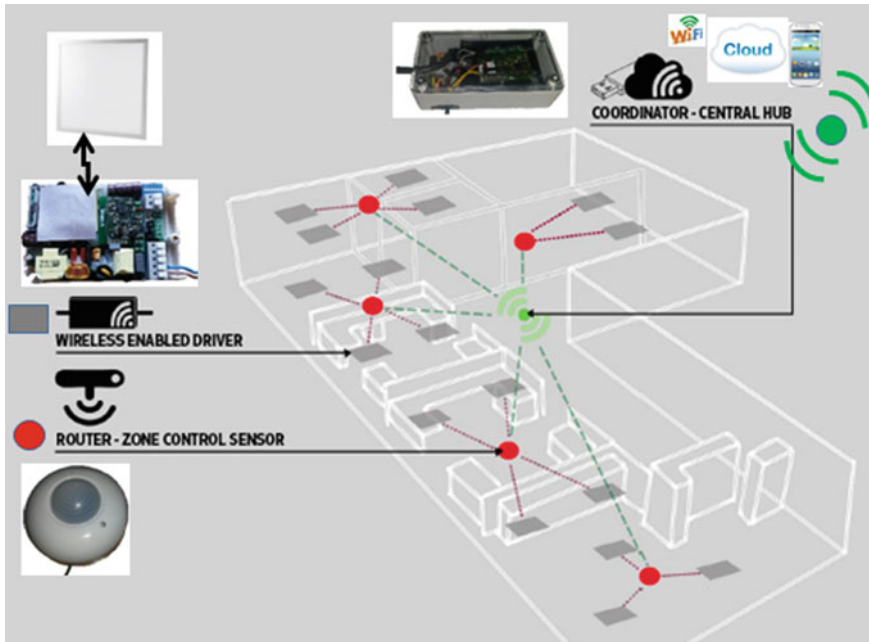 WiFi
Cloud
COORDINATOR - CENTRAL HUB
WIRELESS ENABLED DRIVER
ROUTER - ZONE CONTROL SENSOR